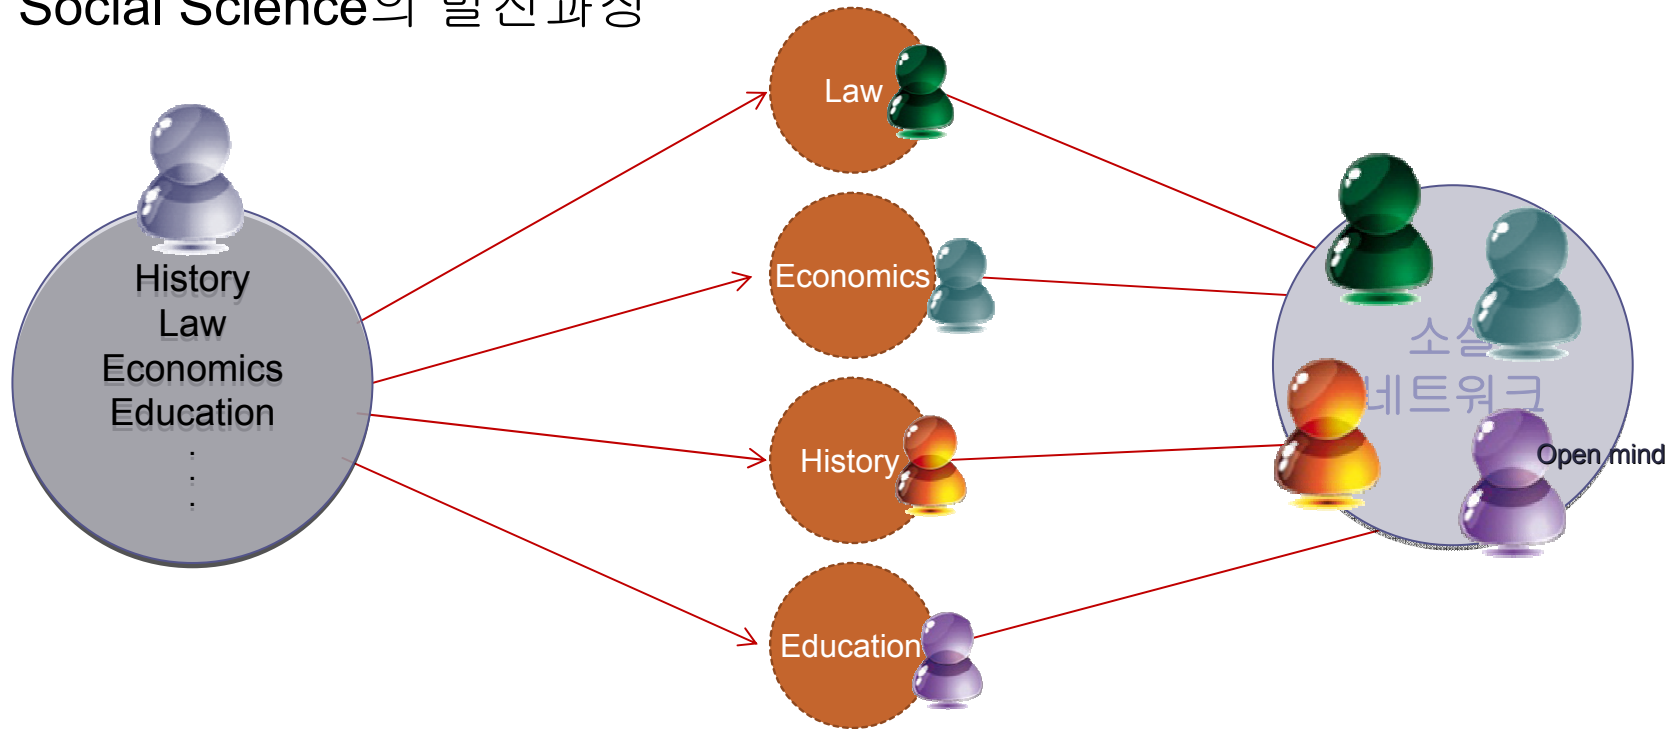 Social Science의 발전과정
History
Law
Economics
Education
:
:
Law
Economics
History
Education
소셜
네트워크
Open mind